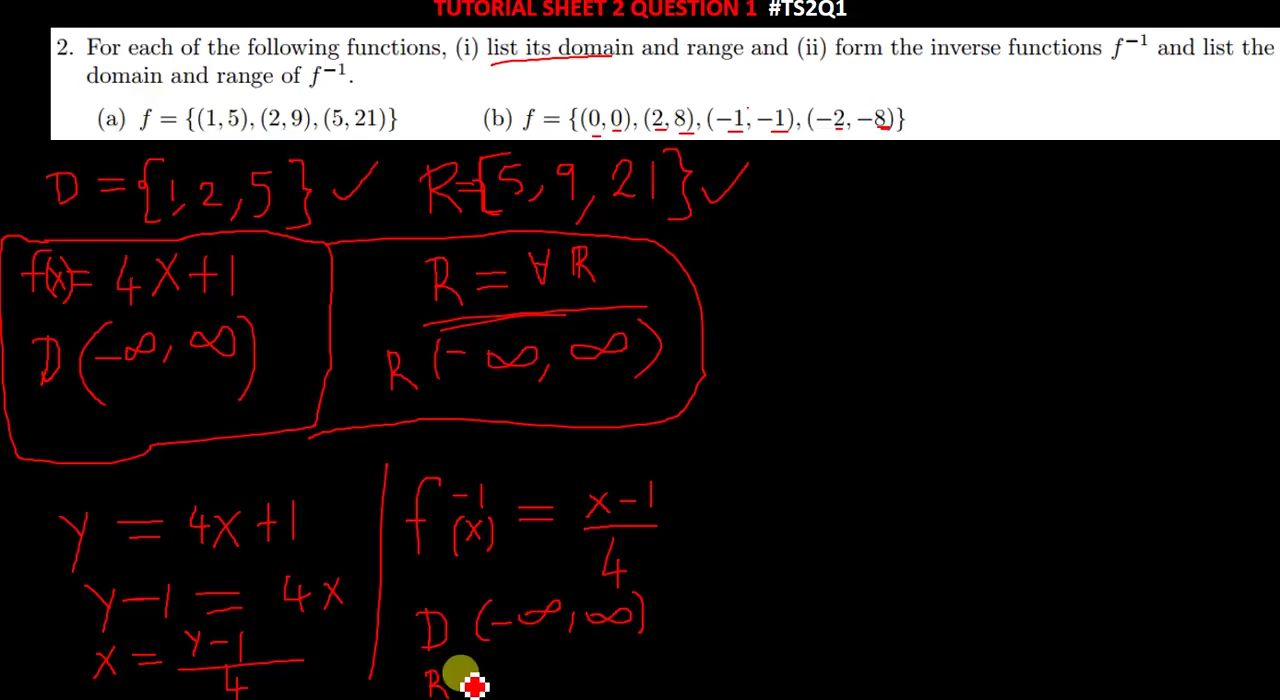 TUTORIAL SHEET 2 QUESTION 1 #TS2Q1
2. For each of the following functions, (i) list its domain and range and (ii) form the inverse functions f⁻¹ and list the
domain and range of f⁻¹.
(a) f = {(1, 5), (2, 9), (5, 21)} (b) f = {(0, 0), (2, 8), (−1, −1), (−2, −8)}
D = {1, 2, 5} ✓ R = {5, 9, 21} ✓
f(x) = 4x+1
D (-∞, ∞)
R = ∀ ℝ
R (-∞, ∞)
y = 4x+1
y-1 = 4x
x = (y-1)/4
f⁻¹(x) = (x-1)/4
D (-∞, ∞)
R